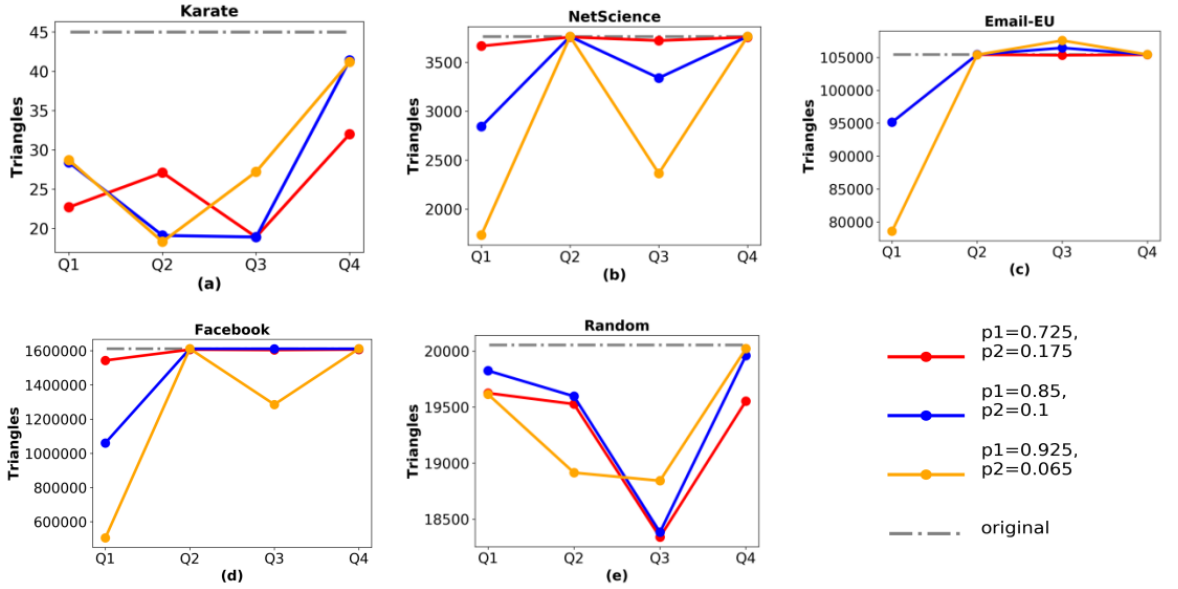 Karate
45
40
35
30
25
20
Triangles
Q1 Q2 Q3 Q4
(a)
NetScience
3500
3000
2500
2000
Triangles
Q1 Q2 Q3 Q4
(b)
Email-EU
105000
100000
95000
90000
85000
80000
Triangles
Q1 Q2 Q3 Q4
(c)
Facebook
1600000
1400000
1200000
1000000
800000
600000
Triangles
Q1 Q2 Q3 Q4
(d)
Random
20000
19500
19000
18500
Triangles
Q1 Q2 Q3 Q4
(e)
p1=0.725,
p2=0.175
p1=0.85,
p2=0.1
p1=0.925,
p2=0.065
original